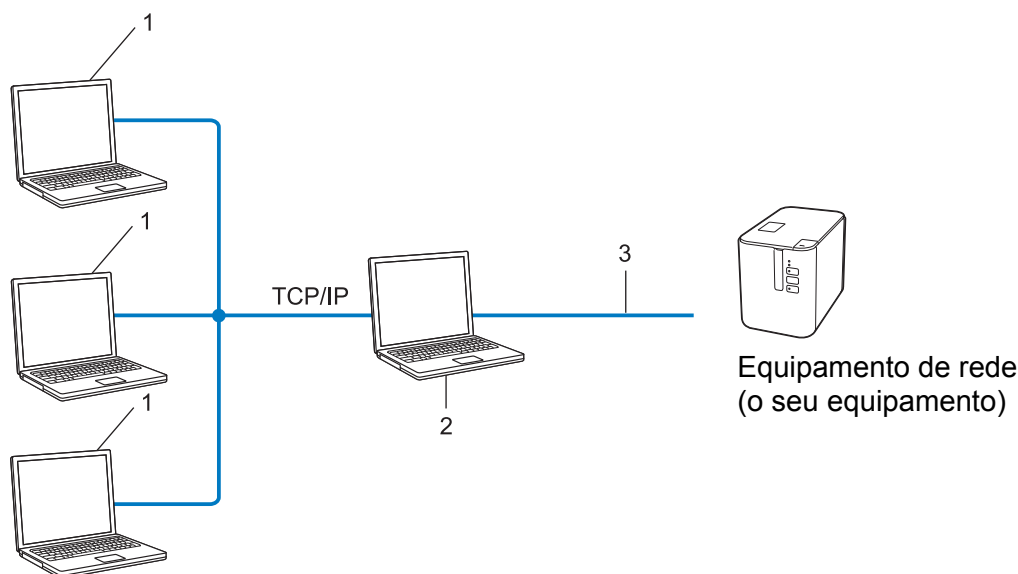 1
1
TCP/IP
3
Equipamento de rede
(o seu equipamento)
2
1